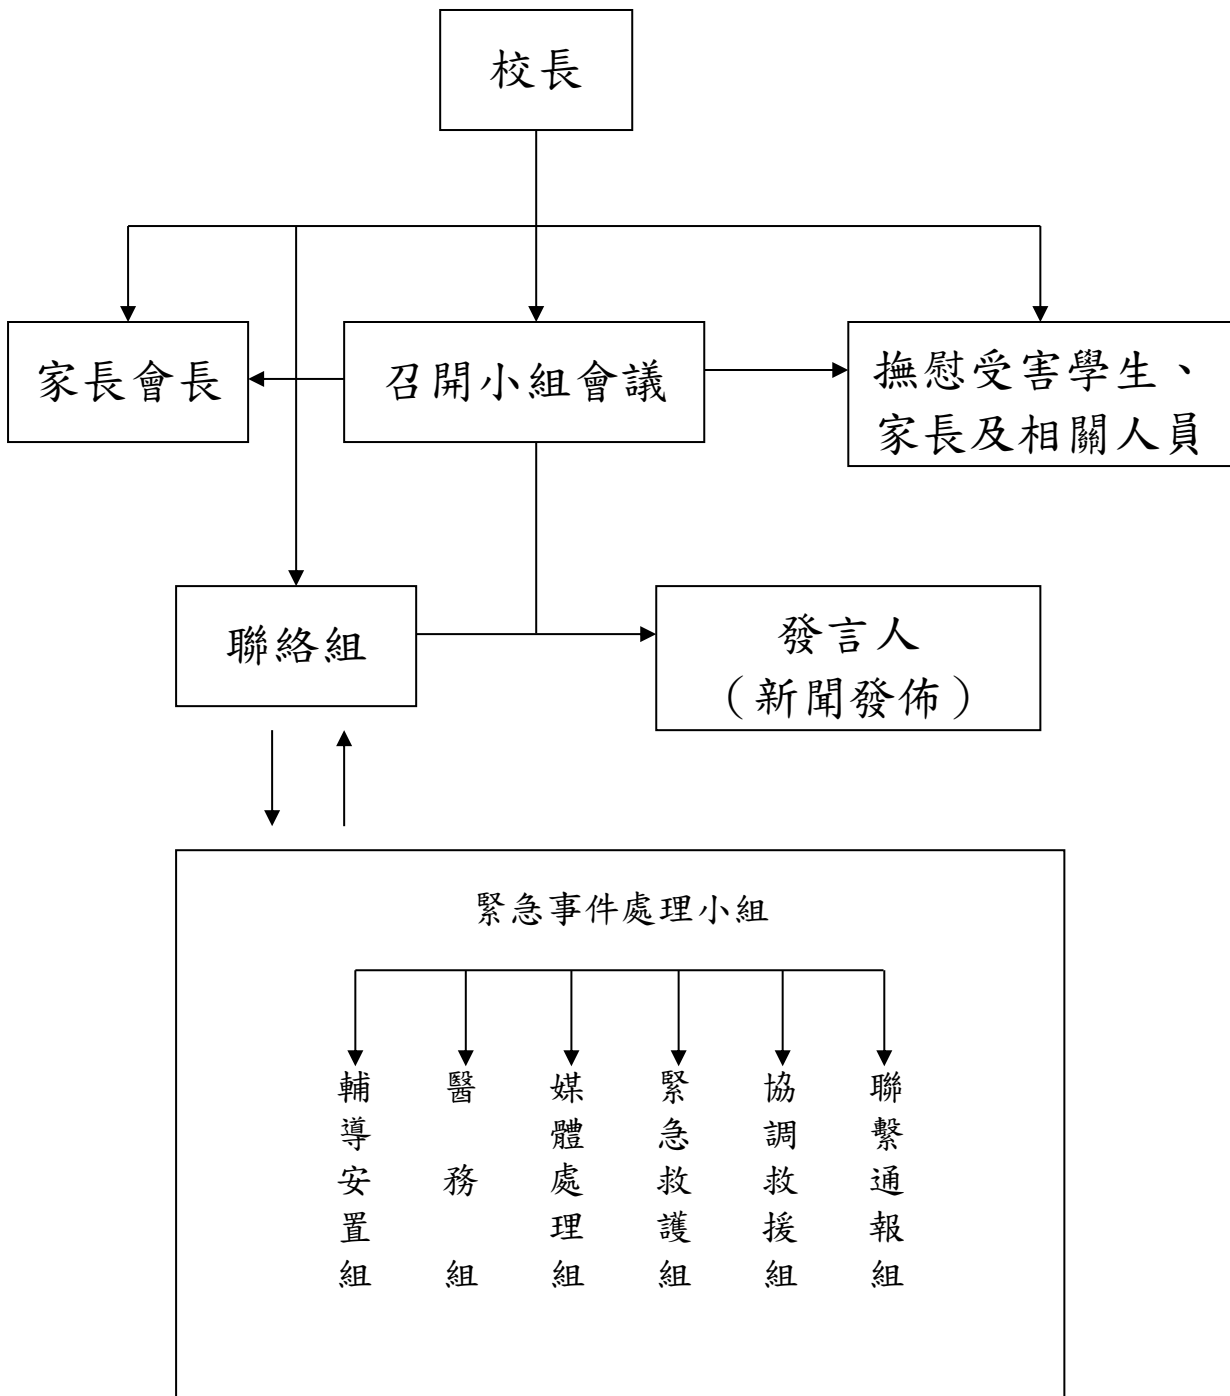 校長
家長會長
召開小組會議
撫慰受害學生、
家長及相關人員
聯絡組
發言人
（新聞發佈）
緊急事件處理小組
輔導安置組
醫務組
媒體處理組
緊急救護組
協調救援組
聯繫通報組